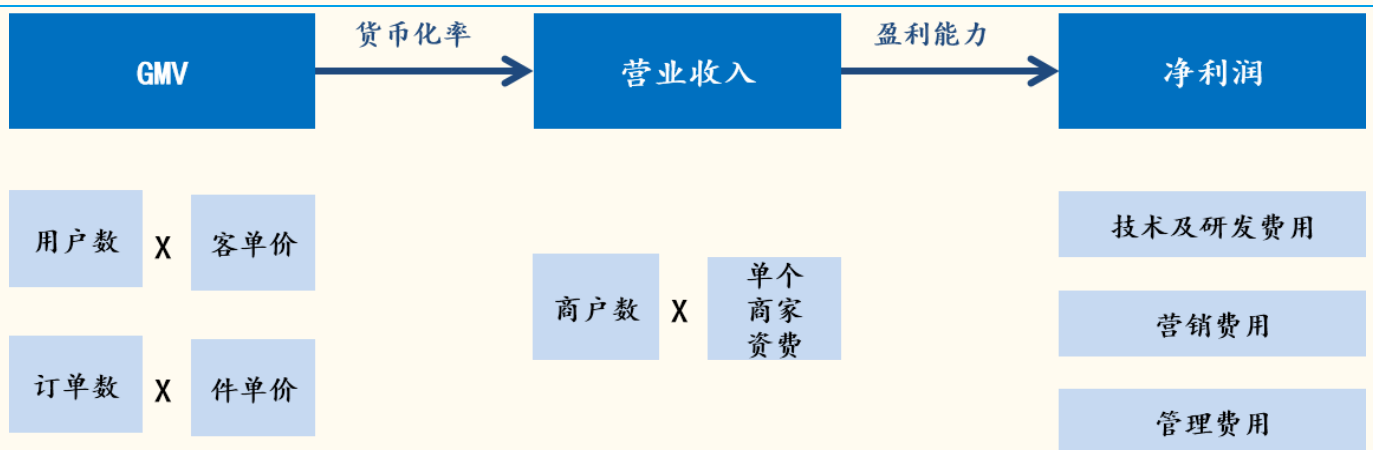 货币化率
盈利能力
GMV
营业收入
净利润
用户数 X 客单价
技术及研发费用
商户数 X 单个
商家
资费
营销费用
订单数 X 件单价
管理费用